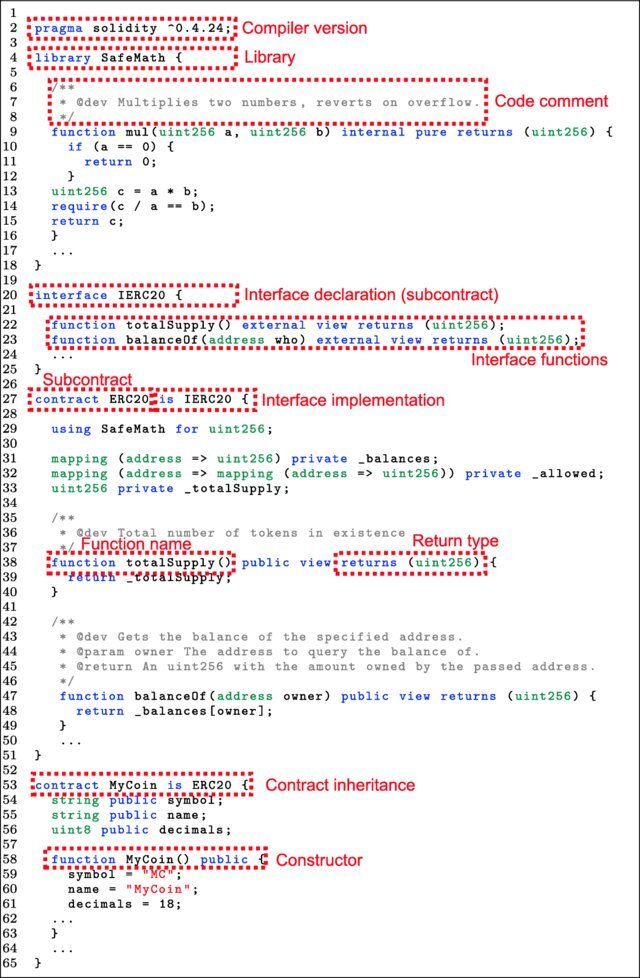 1
2 pragma solidity ^0.4.24; Compiler version
3
4 library SafeMath { Library
5
6 /**
7 * @dev Multiplies two numbers, reverts on overflow. Code comment
8 */
9 function mul(uint256 a, uint256 b) internal pure returns (uint256) {
10 if (a == 0) {
11 return 0;
12 }
13 uint256 c = a * b;
14 require(c / a == b);
15 return c;
16 }
17 ...
18 }
19
20 interface IERC20 { Interface declaration (subcontract)
21
22 function totalSupply() external view returns (uint256);
23 function balanceOf(address who) external view returns (uint256);
24 ... Interface functions
25 }
26 Subcontract
27 contract ERC20 is IERC20 { Interface implementation
28
29 using SafeMath for uint256;
30
31 mapping (address => uint256) private _balances;
32 mapping (address => mapping (address => uint256)) private _allowed;
33 uint256 private _totalSupply;
34
35 /**
36 * @dev Total number of tokens in existence
37 */ Function name Return type
38 function totalSupply() public view returns (uint256) {
39 return _totalSupply;
40 }
41
42 /**
43 * @dev Gets the balance of the specified address.
44 * @param owner The address to query the balance of.
45 * @return An uint256 with the amount owned by the passed address.
46 */
47 function balanceOf(address owner) public view returns (uint256) {
48 return _balances[owner];
49 }
50 ...
51 }
52
53 contract MyCoin is ERC20 { Contract inheritance
54 string public symbol;
55 string public name;
56 uint8 public decimals;
57
58 function MyCoin() public { Constructor
59 symbol = "MC";
60 name = "MyCoin";
61 decimals = 18;
62 ...
63 }
64 ...
65 }